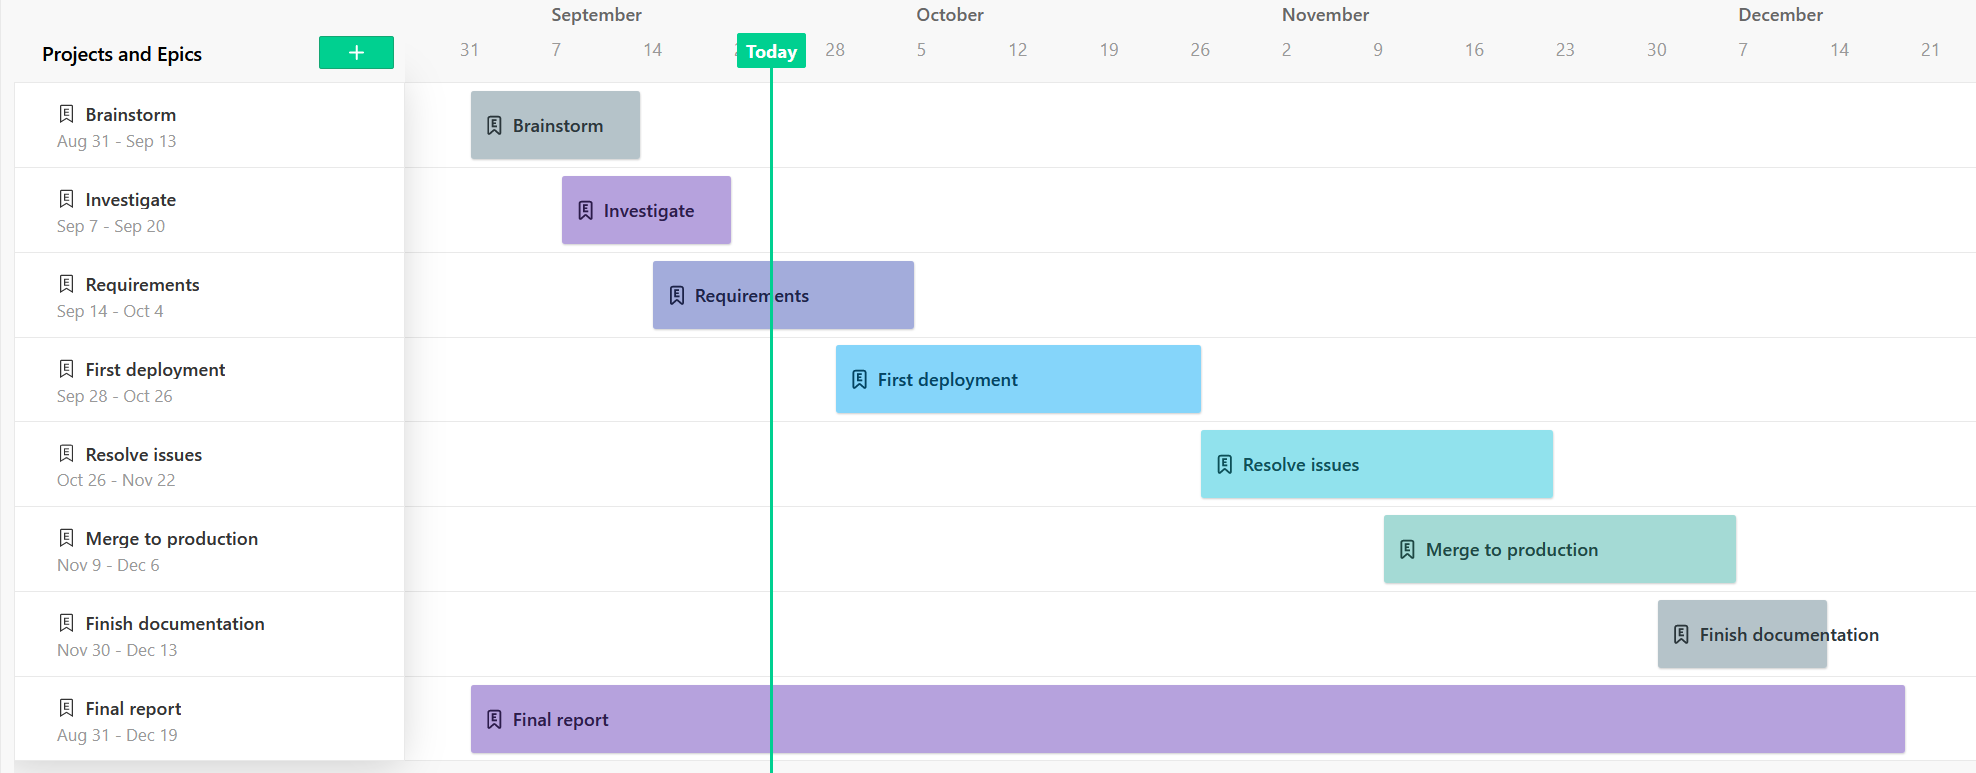 September October November December
Projects and Epics + 31 7 14 Today 28 5 12 19 26 2 9 16 23 30 7 14 21
E Brainstorm
Aug 31 - Sep 13
E Brainstorm
E Investigate
Sep 7 - Sep 20
E Investigate
E Requirements
Sep 14 - Oct 4
E Requirements
E First deployment
Sep 28 - Oct 26
E First deployment
E Resolve issues
Oct 26 - Nov 22
E Resolve issues
E Merge to production
Nov 9 - Dec 6
E Merge to production
E Finish documentation
Nov 30 - Dec 13
E Finish documentation
E Final report
Aug 31 - Dec 19
E Final report